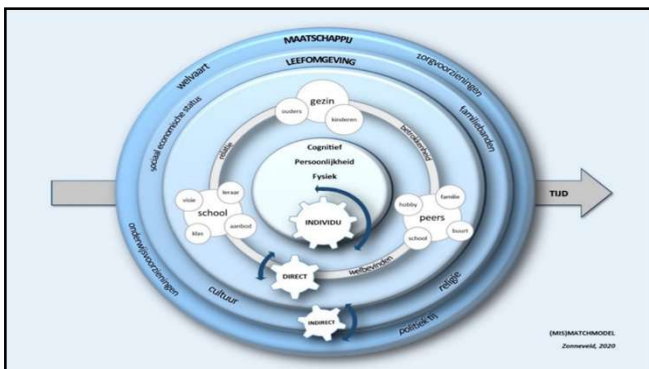 MAATSCHAPPIJ
welvaart
zorgvoorzieningen
LEEFOMGEVING
sociaal economische status
familiebanden
gezin
ouders
kinderen
relatie
betrokkenheid
Cognitief
Persoonlijkheid
Fysiek
INDIVIDU
TIJD
visie
leraar
school
klas
aanbod
hobby
familie
peers
school
buurt
welbevinden
DIRECT
onderwijsvoorzieningen
cultuur
religie
INDIRECT
politiek tij
(MIS)MATCHMODEL
Zonneveld, 2020